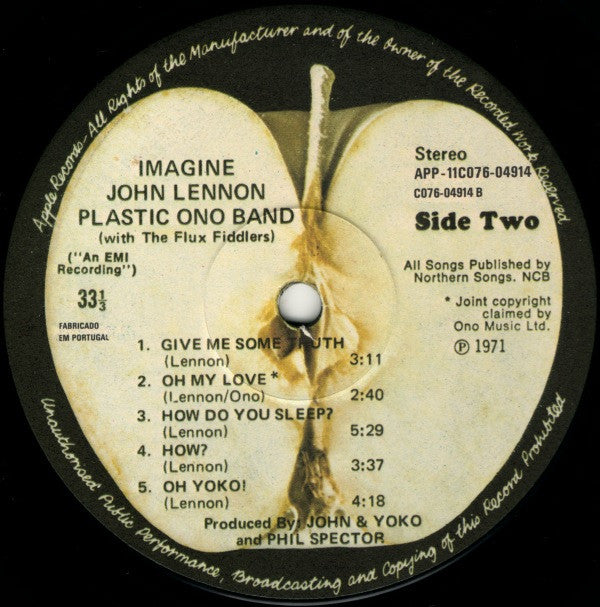 Apple Records-All Rights of the Manufacturer and of the Owner of the Recorded Work Reserved
IMAGINE
JOHN LENNON
PLASTIC ONO BAND
(with The Flux Fiddlers)
("An EMI
Recording")
33⅓
FABRICADO
EM PORTUGAL
Stereo
APP-11C076-04914
C076-04914 B
Side Two
All Songs Published by
Northern Songs. NCB
* Joint copyright
claimed by
Ono Music Ltd.
Ⓟ 1971
1. GIVE ME SOME TRUTH
(Lennon) 3:11
2. OH MY LOVE *
(Lennon/Ono) 2:40
3. HOW DO YOU SLEEP?
(Lennon) 5:29
4. HOW?
(Lennon) 3:37
5. OH YOKO!
(Lennon) 4:18
Produced By: JOHN & YOKO
and PHIL SPECTOR
Unauthorised Public Performance, Broadcasting and Copying of this Record Prohibited